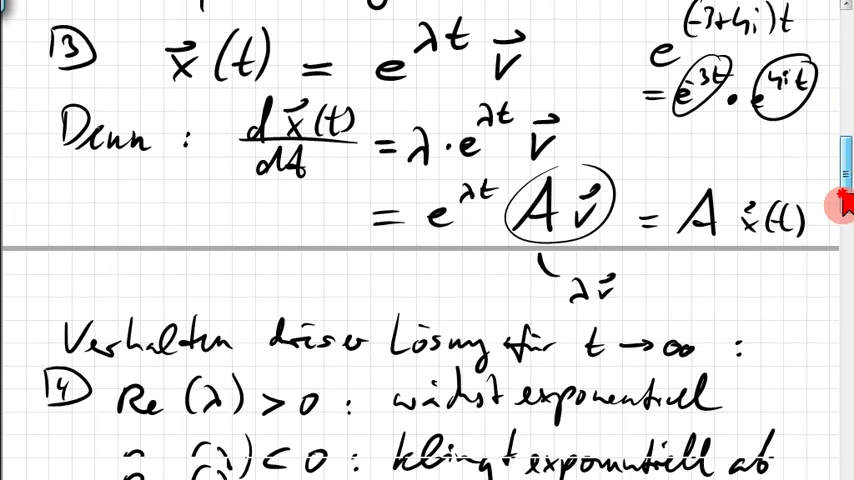 13) x⃗(t) = e^{λt} v⃗
e^{(-3+4i)t}
= e^{-3t} · e^{4it}
Denn : dx⃗(t)/dt = λ · e^{λt} v⃗
= e^{λt} A v⃗ = A x⃗(t)
λ v⃗
Verhalten dieser Lösung für t → ∞ :
14) Re (λ) > 0 : wächst exponentiell
" (λ) < 0 : klingt exponentiell ab